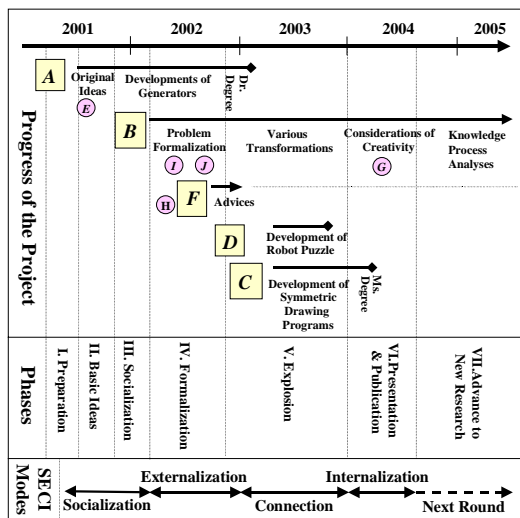 2001 2002 2003 2004 2005
Progress of the Project
A
Original
Ideas
E
Developments of
Generators
Dr.
Degree
B
Problem
Formalization
I J
Various
Transformations
Considerations of
Creativity
G
Knowledge
Process
Analyses
H
F
Advices
D
Development of
Robot Puzzle
C
Development of
Symmetric
Drawing
Programs
Ms.
Degree
Phases
I. Preparation
II. Basic Ideas
III. Socialization
IV. Formalization
V. Explosion
VI.Presentation
& Publication
VII.Advance to
New Research
SECI
Modes
Externalization Internalization
Socialization Connection Next Round